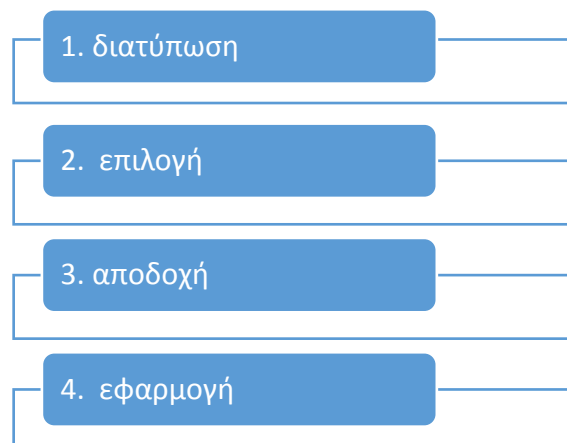 1. διατύπωση
2. επιλογή
3. αποδοχή
4. εφαρμογή